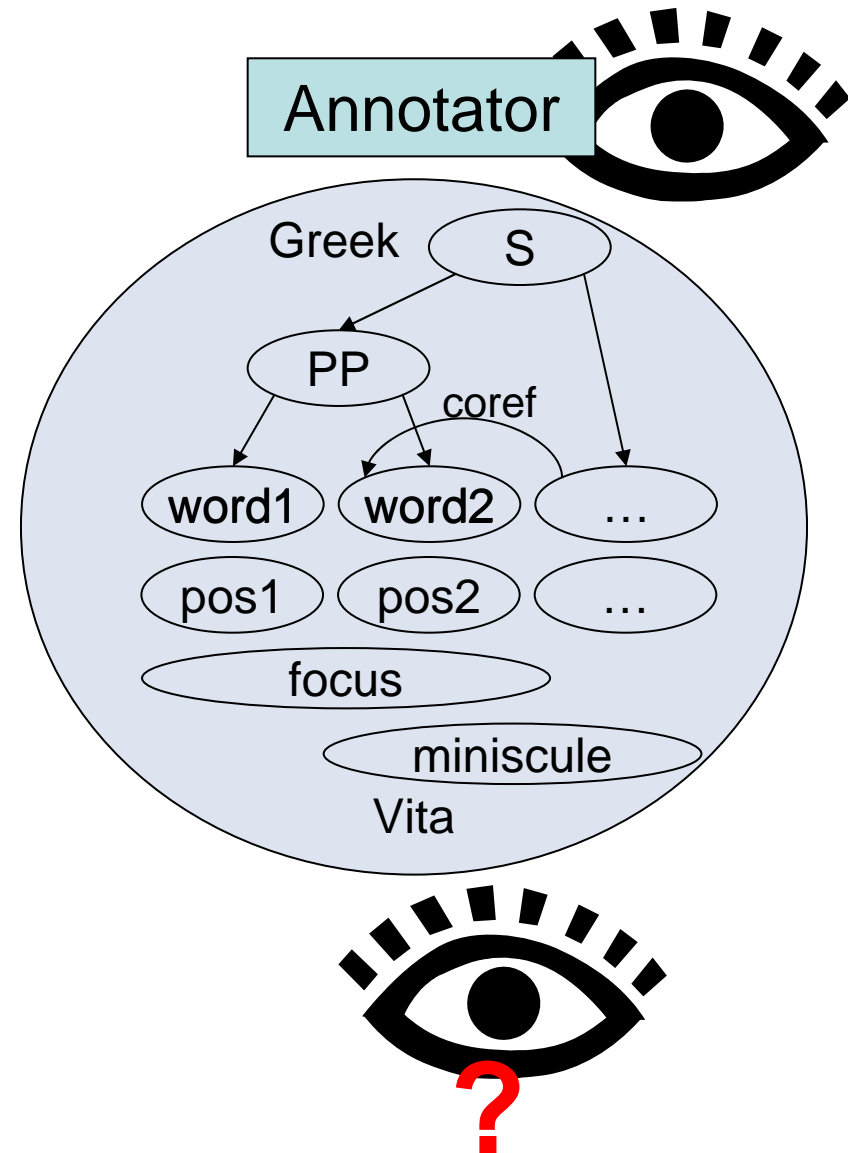 Annotator
Greek
S
PP
coref
word1 word2 …
pos1 pos2 …
focus
miniscule
Vita
?